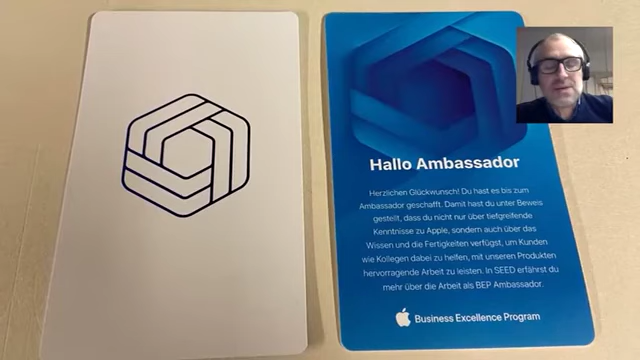 Hallo Ambassador
Herzlichen Glückwunsch! Du hast es bis zum
Ambassador geschafft. Damit hast du unter Beweis
gestellt, dass du nicht nur über tiefgreifende
Kenntnisse zu Apple, sondern auch über das
Wissen und die Fertigkeiten verfügst, um Kunden
wie Kollegen dabei zu helfen, mit unseren Produkten
hervorragende Arbeit zu leisten. In SEED erfährst du
mehr über die Arbeit als BEP Ambassador.
Business Excellence Program